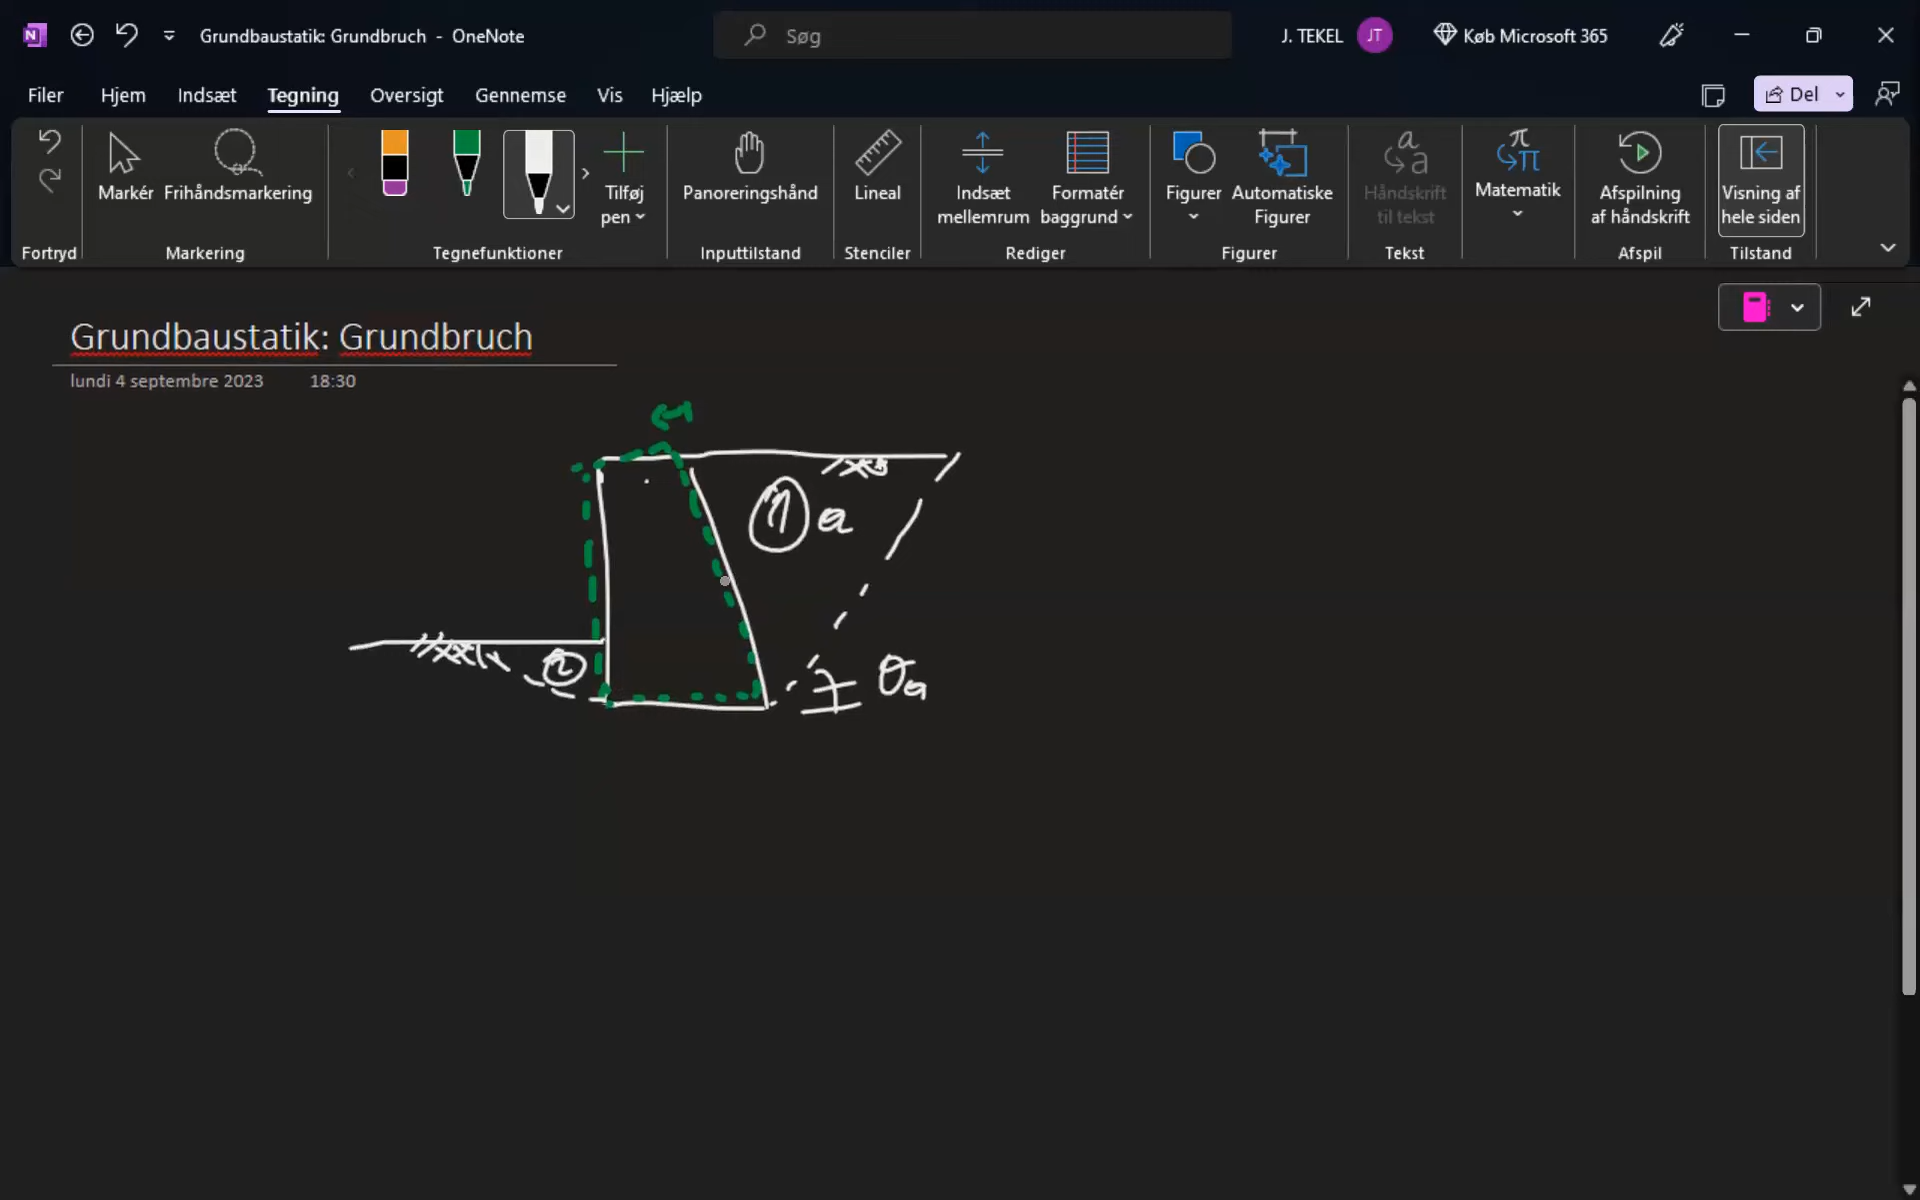 Grundbaustatik: Grundbruch - OneNote
Søg
J. TEKEL
JT
Køb Microsoft 365
Filer
Hjem
Indsæt
Tegning
Oversigt
Gennemse
Vis
Hjælp
Del
Markér
Frihåndsmarkering
Tilføj
pen
Panoreringshånd
Lineal
Indsæt
mellemrum
Formatér
baggrund
Figurer
Automatiske
Figurer
Håndskrift
til tekst
Matematik
Afspilning
af håndskrift
Visning af
hele siden
Fortryd
Markering
Tegnefunktioner
Inputtilstand
Stenciler
Rediger
Figurer
Tekst
Afspil
Tilstand
Grundbaustatik: Grundbruch
lundi 4 septembre 2023
18:30
1 a
2